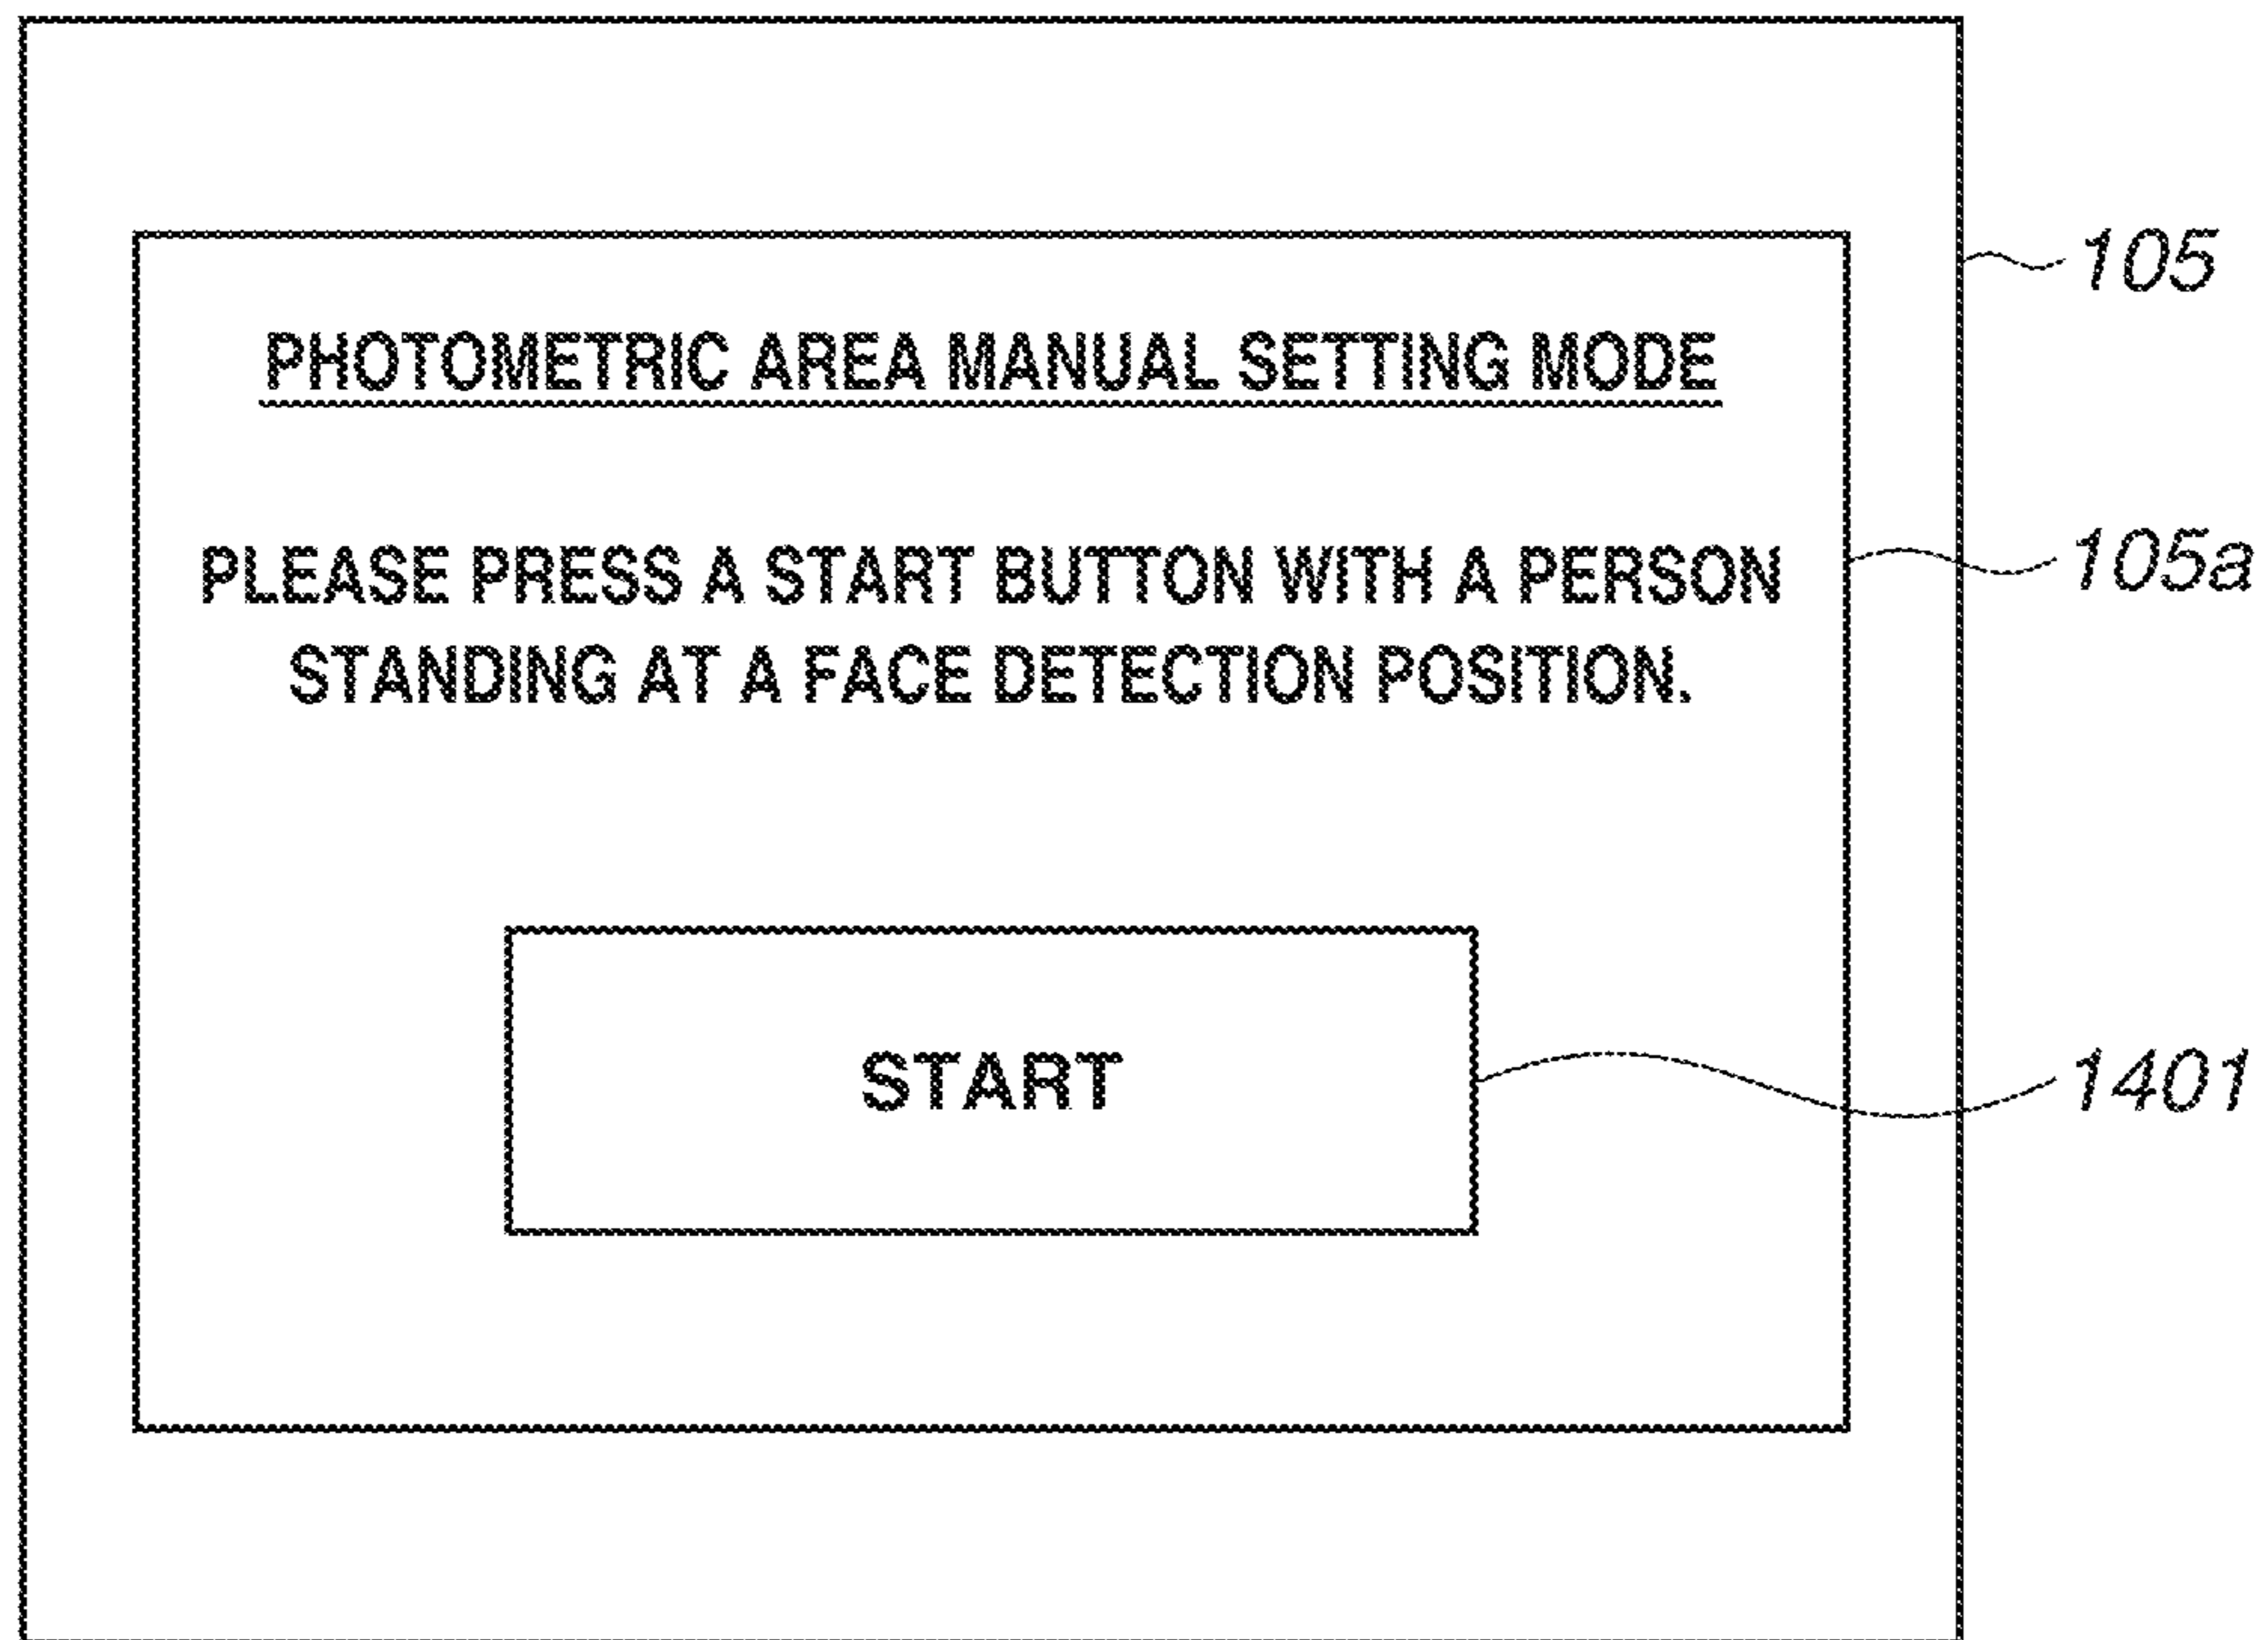 105
PHOTOMETRIC AREA MANUAL SETTING MODE
105a
PLEASE PRESS A START BUTTON WITH A PERSON
STANDING AT A FACE DETECTION POSITION.
START
1401